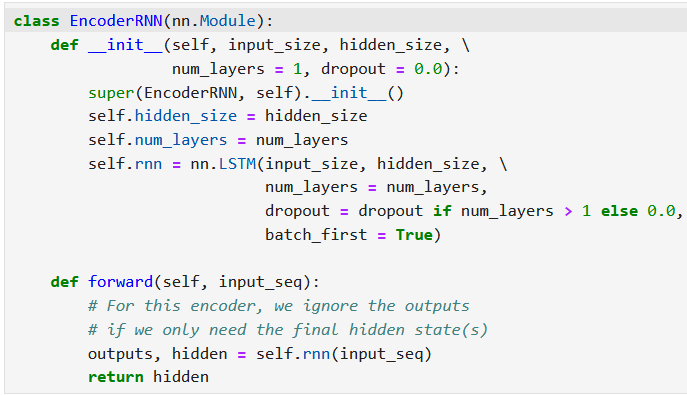 class EncoderRNN(nn.Module):
    def __init__(self, input_size, hidden_size, \
                 num_layers = 1, dropout = 0.0):
        super(EncoderRNN, self).__init__()
        self.hidden_size = hidden_size
        self.num_layers = num_layers
        self.rnn = nn.LSTM(input_size, hidden_size, \
                           num_layers = num_layers,
                           dropout = dropout if num_layers > 1 else 0.0,
                           batch_first = True)

    def forward(self, input_seq):
        # For this encoder, we ignore the outputs
        # if we only need the final hidden state(s)
        outputs, hidden = self.rnn(input_seq)
        return hidden